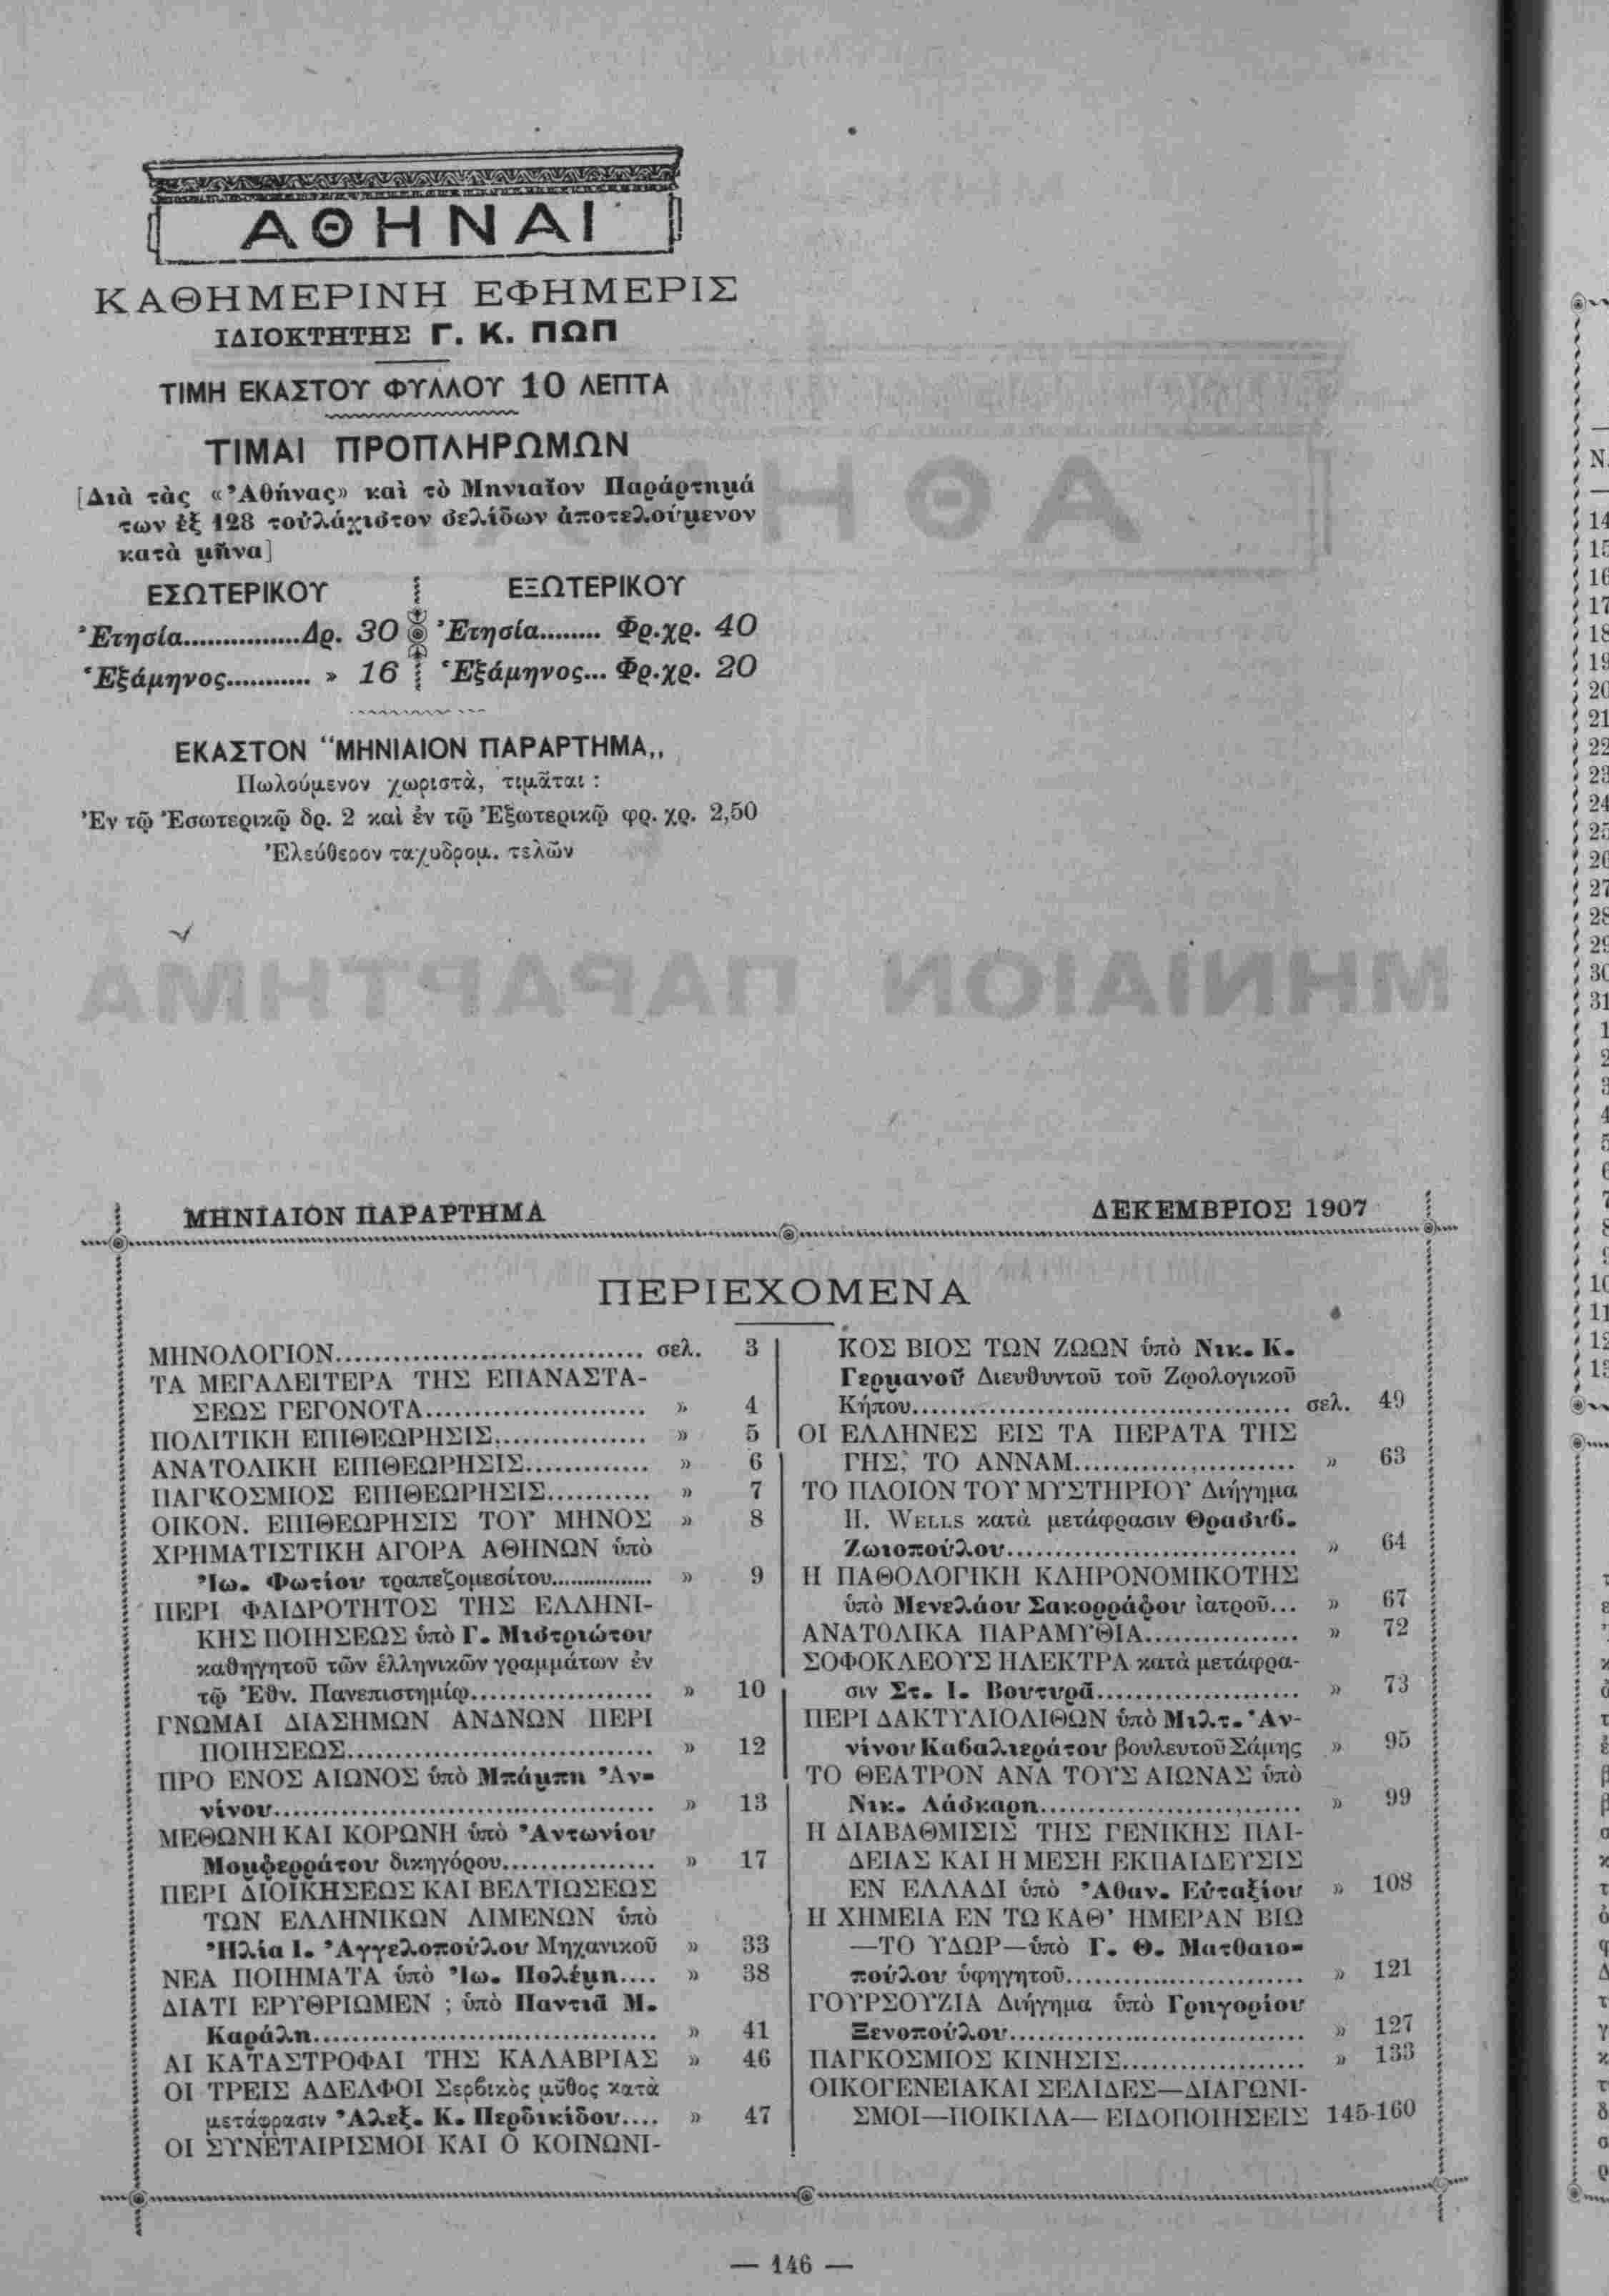 ΑΘΗΝΑΙ
ΚΑΘΗΜΕΡΙΝΗ ΕΦΗΜΕΡΙΣ
ΙΔΙΟΚΤΗΤΗΣ Γ. Κ. ΠΩΠ
ΤΙΜΗ ΕΚΑΣΤΟΥ ΦΥΛΛΟΥ 10 ΛΕΠΤΑ
ΤΙΜΑΙ ΠΡΟΠΛΗΡΩΜΩΝ
[Διὰ τὰς «Ἀθήνας» καὶ τὸ Μηνιαῖον Παράρτημά
των ἐξ 128 τοὐλάχιστον σελίδων ἀποτελούμενον
κατὰ μῆνα]
ΕΣΩΤΕΡΙΚΟΥ
Ἐτησία................Δρ. 30
Ἑξάμηνος........... » 16
ΕΞΩΤΕΡΙΚΟΥ
Ἐτησία........ Φρ.χρ. 40
Ἑξάμηνος... Φρ.χρ. 20
ΕΚΑΣΤΟΝ "ΜΗΝΙΑΙΟΝ ΠΑΡΑΡΤΗΜΑ,,
Πωλούμενον χωριστὰ, τιμᾶται :
Ἐν τῷ Ἐσωτερικῷ δρ. 2 καὶ ἐν τῷ Ἐξωτερικῷ φρ. χρ. 2,50
Ἐλεύθερον ταχυδρομ. τελῶν
ΜΗΝΙΑΙΟΝ ΠΑΡΑΡΤΗΜΑ ΔΕΚΕΜΒΡΙΟΣ 1907
ΠΕΡΙΕΧΟΜΕΝΑ
ΜΗΝΟΛΟΓΙΟΝ................................ σελ. 3
ΤΑ ΜΕΓΑΛΕΙΤΕΡΑ ΤΗΣ ΕΠΑΝΑΣΤΑ-
ΣΕΩΣ ΓΕΓΟΝΟΤΑ....................... » 4
ΠΟΛΙΤΙΚΗ ΕΠΙΘΕΩΡΗΣΙΣ................ » 5
ΑΝΑΤΟΛΙΚΗ ΕΠΙΘΕΩΡΗΣΙΣ............. » 6
ΠΑΓΚΟΣΜΙΟΣ ΕΠΙΘΕΩΡΗΣΙΣ........... » 7
ΟΙΚΟΝ. ΕΠΙΘΕΩΡΗΣΙΣ ΤΟΥ ΜΗΝΟΣ » 8
ΧΡΗΜΑΤΙΣΤΙΚΗ ΑΓΟΡΑ ΑΘΗΝΩΝ ὑπὸ
Ἰω. Φωτίου τραπεζομεσίτου................ » 9
ΠΕΡΙ ΦΑΙΔΡΟΤΗΤΟΣ ΤΗΣ ΕΛΛΗΝΙ-
ΚΗΣ ΠΟΙΗΣΕΩΣ ὑπὸ Γ. Μιστριώτου
καθηγητοῦ τῶν ἑλληνικῶν γραμμάτων ἐν
τῷ Ἐθν. Πανεπιστημίῳ................... » 10
ΓΝΩΜΑΙ ΔΙΑΣΗΜΩΝ ΑΝΔΝΩΝ ΠΕΡΙ
ΠΟΙΗΣΕΩΣ................................ » 12
ΠΡΟ ΕΝΟΣ ΑΙΩΝΟΣ ὑπὸ Μπάμπη Ἀν-
νίνου....................................... » 13
ΜΕΘΩΝΗ ΚΑΙ ΚΟΡΩΝΗ ὑπὸ Ἀντωνίου
Μομφερράτου δικηγόρου................ » 17
ΠΕΡΙ ΔΙΟΙΚΗΣΕΩΣ ΚΑΙ ΒΕΛΤΙΩΣΕΩΣ
ΤΩΝ ΕΛΛΗΝΙΚΩΝ ΛΙΜΕΝΩΝ ὑπὸ
Ἠλία Ι. Ἀγγελοπούλου Μηχανικοῦ » 33
ΝΕΑ ΠΟΙΗΜΑΤΑ ὑπὸ Ἰω. Πολέμη.... » 38
ΔΙΑΤΙ ΕΡΥΘΡΙΩΜΕΝ ; ὑπὸ Παντιᾶ Μ.
Καράλη................................... » 41
ΑΙ ΚΑΤΑΣΤΡΟΦΑΙ ΤΗΣ ΚΑΛΑΒΡΙΑΣ » 46
ΟΙ ΤΡΕΙΣ ΑΔΕΛΦΟΙ Σερβικὸς μῦθος κατὰ
μετάφρασιν Ἀλεξ. Κ. Περδικίδου.... » 47
ΟΙ ΣΥΝΕΤΑΙΡΙΣΜΟΙ ΚΑΙ Ο ΚΟΙΝΩΝΙ-
ΚΟΣ ΒΙΟΣ ΤΩΝ ΖΩΩΝ ὑπὸ Νικ. Κ.
Γερμανοῦ Διευθυντοῦ τοῦ Ζῳολογικοῦ
Κήπου....................................... σελ. 49
ΟΙ ΕΛΛΗΝΕΣ ΕΙΣ ΤΑ ΠΕΡΑΤΑ ΤΗΣ
ΓΗΣ, ΤΟ ΑΝΝΑΜ....................... » 63
ΤΟ ΠΛΟΙΟΝ ΤΟΥ ΜΥΣΤΗΡΙΟΥ Διήγημα
H. WELLS κατὰ μετάφρασιν Θρασυβ.
Ζωιοπούλου.............................. » 64
Η ΠΑΘΟΛΟΓΙΚΗ ΚΛΗΡΟΝΟΜΙΚΟΤΗΣ
ὑπὸ Μενελάου Σακορράφου ἰατροῦ... » 67
ΑΝΑΤΟΛΙΚΑ ΠΑΡΑΜΥΘΙΑ................ » 72
ΣΟΦΟΚΛΕΟΥΣ ΗΛΕΚΤΡΑ κατὰ μετάφρα-
σιν Στ. Ι. Βουτυρᾶ..................... » 73
ΠΕΡΙ ΔΑΚΤΥΛΙΟΛΙΘΩΝ ὑπὸ Μιλτ. Ἀν-
νίνου Καβαλιεράτου βουλευτοῦ Σάμης » 95
ΤΟ ΘΕΑΤΡΟΝ ΑΝΑ ΤΟΥΣ ΑΙΩΝΑΣ ὑπὸ
Νικ. Λάσκαρη........................... » 99
Η ΔΙΑΒΑΘΜΙΣΙΣ ΤΗΣ ΓΕΝΙΚΗΣ ΠΑΙ-
ΔΕΙΑΣ ΚΑΙ Η ΜΕΣΗ ΕΚΠΑΙΔΕΥΣΙΣ
ΕΝ ΕΛΛΑΔΙ ὑπὸ Ἀθαν. Εὐταξίου » 108
Η ΧΗΜΕΙΑ ΕΝ ΤΩ ΚΑΘ’ ΗΜΕΡΑΝ ΒΙΩ
—ΤΟ ΥΔΩΡ—ὑπὸ Γ. Θ. Ματθαιο-
πούλου ὑφηγητοῦ......................... » 121
ΓΟΥΡΣΟΥΖΙΑ Διήγημα ὑπὸ Γρηγορίου
Ξενοπούλου............................... » 127
ΠΑΓΚΟΣΜΙΟΣ ΚΙΝΗΣΙΣ................... » 133
ΟΙΚΟΓΕΝΕΙΑΚΑΙ ΣΕΛΙΔΕΣ—ΔΙΑΓΩΝΙ-
ΣΜΟΙ—ΠΟΙΚΙΛΑ— ΕΙΔΟΠΟΙΗΣΕΙΣ 145-160
— 146 —